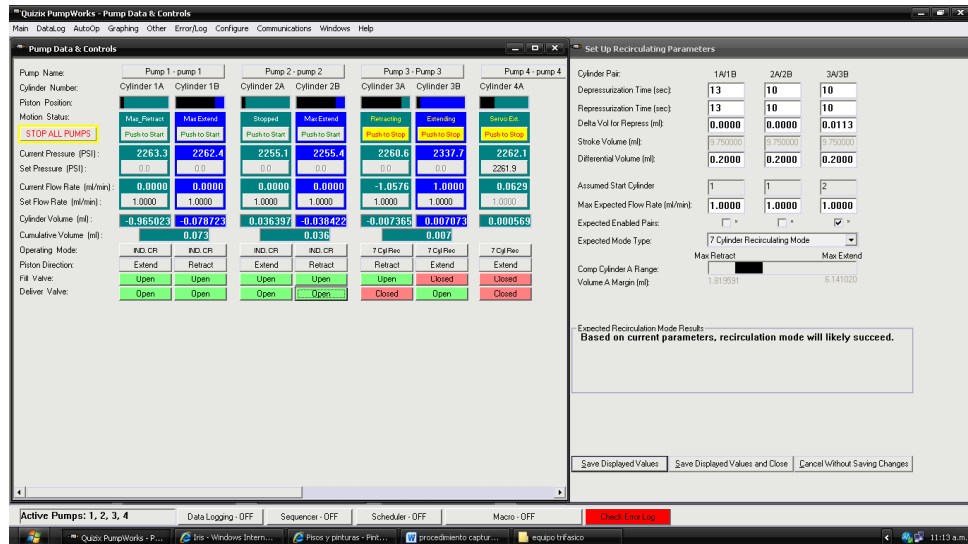 Quizix PumpWorks - Pump Data & Controls
Main DataLog AutoOp Graphing Other Error/Log Configure Communications Windows Help
Pump Data & Controls
Pump Name: Pump 1 - pump 1 Pump 2 - pump 2 Pump 3 - Pump 3 Pump 4 - pump 4
Cylinder Number: Cylinder 1A Cylinder 1B Cylinder 2A Cylinder 2B Cylinder 3A Cylinder 3B Cylinder 4A
Piston Position:
Motion Status: Max_Retract Max Extend Stopped Max Extend Retracting Extending Servo Ext.
STOP ALL PUMPS Push to Start Push to Start Push to Start Push to Start Push to Stop Push to Stop Push to Stop
Current Pressure (PSI) : 2263.3 2262.4 2255.1 2255.4 2260.6 2337.7 2262.1
Set Pressure (PSI) : 0.0 0.0 0.0 0.0 0.0 0.0 2261.9
Current Flow Rate (ml/min) : 0.0000 0.0000 0.0000 0.0000 -1.0576 1.0000 0.0629
Set Flow Rate (ml/min) : 1.0000 1.0000 1.0000 1.0000 1.0000 1.0000 1.0000
Cylinder Volume (ml) : -0.965023 -0.078723 0.036397 -0.038422 -0.007365 0.007073 0.000569
Cumulative Volume (ml) : 0.073 0.036 0.007
Operating Mode: IND. CR IND. CR IND. CR IND. CR 7 Cyl Rec 7 Cyl Rec 7 Cyl Rec
Piston Direction: Extend Retract Extend Retract Retract Extend Extend
Fill Valve: Open Open Open Open Open Closed Closed
Deliver Valve: Open Open Open Open Closed Open Closed
Set Up Recirculating Parameters
Cylinder Pair: 1A/1B 2A/2B 3A/3B
Depressurization Time (sec): 13 10 10
Repressurization Time (sec): 13 10 10
Delta Vol for Repress (ml): 0.0000 0.0000 0.0113
Stroke Volume (ml): 9.750000 9.750000 9.750000
Differential Volume (ml): 0.2000 0.2000 0.2000
Assumed Start Cylinder 1 1 2
Max Expected Flow Rate (ml/min): 1.0000 1.0000 1.0000
Expected Enabled Pairs: * * *
Expected Mode Type: 7 Cylinder Recirculating Mode
Max Retract Max Extend
Comp Cylinder A Range:
Volume A Margin (ml): 1.819591 6.141020
Expected Recirculation Mode Results
Based on current parameters, recirculation mode will likely succeed.
Save Displayed Values Save Displayed Values and Close Cancel Without Saving Changes
Active Pumps: 1, 2, 3, 4 Data Logging - OFF Sequencer - OFF Scheduler - OFF Macro - OFF Check Error Log
Quizix PumpWorks - P... Iris - Windows Intern... Pisos y pinturas - Pint... procedimiento captur... equipo trifasico 11:13 a.m.